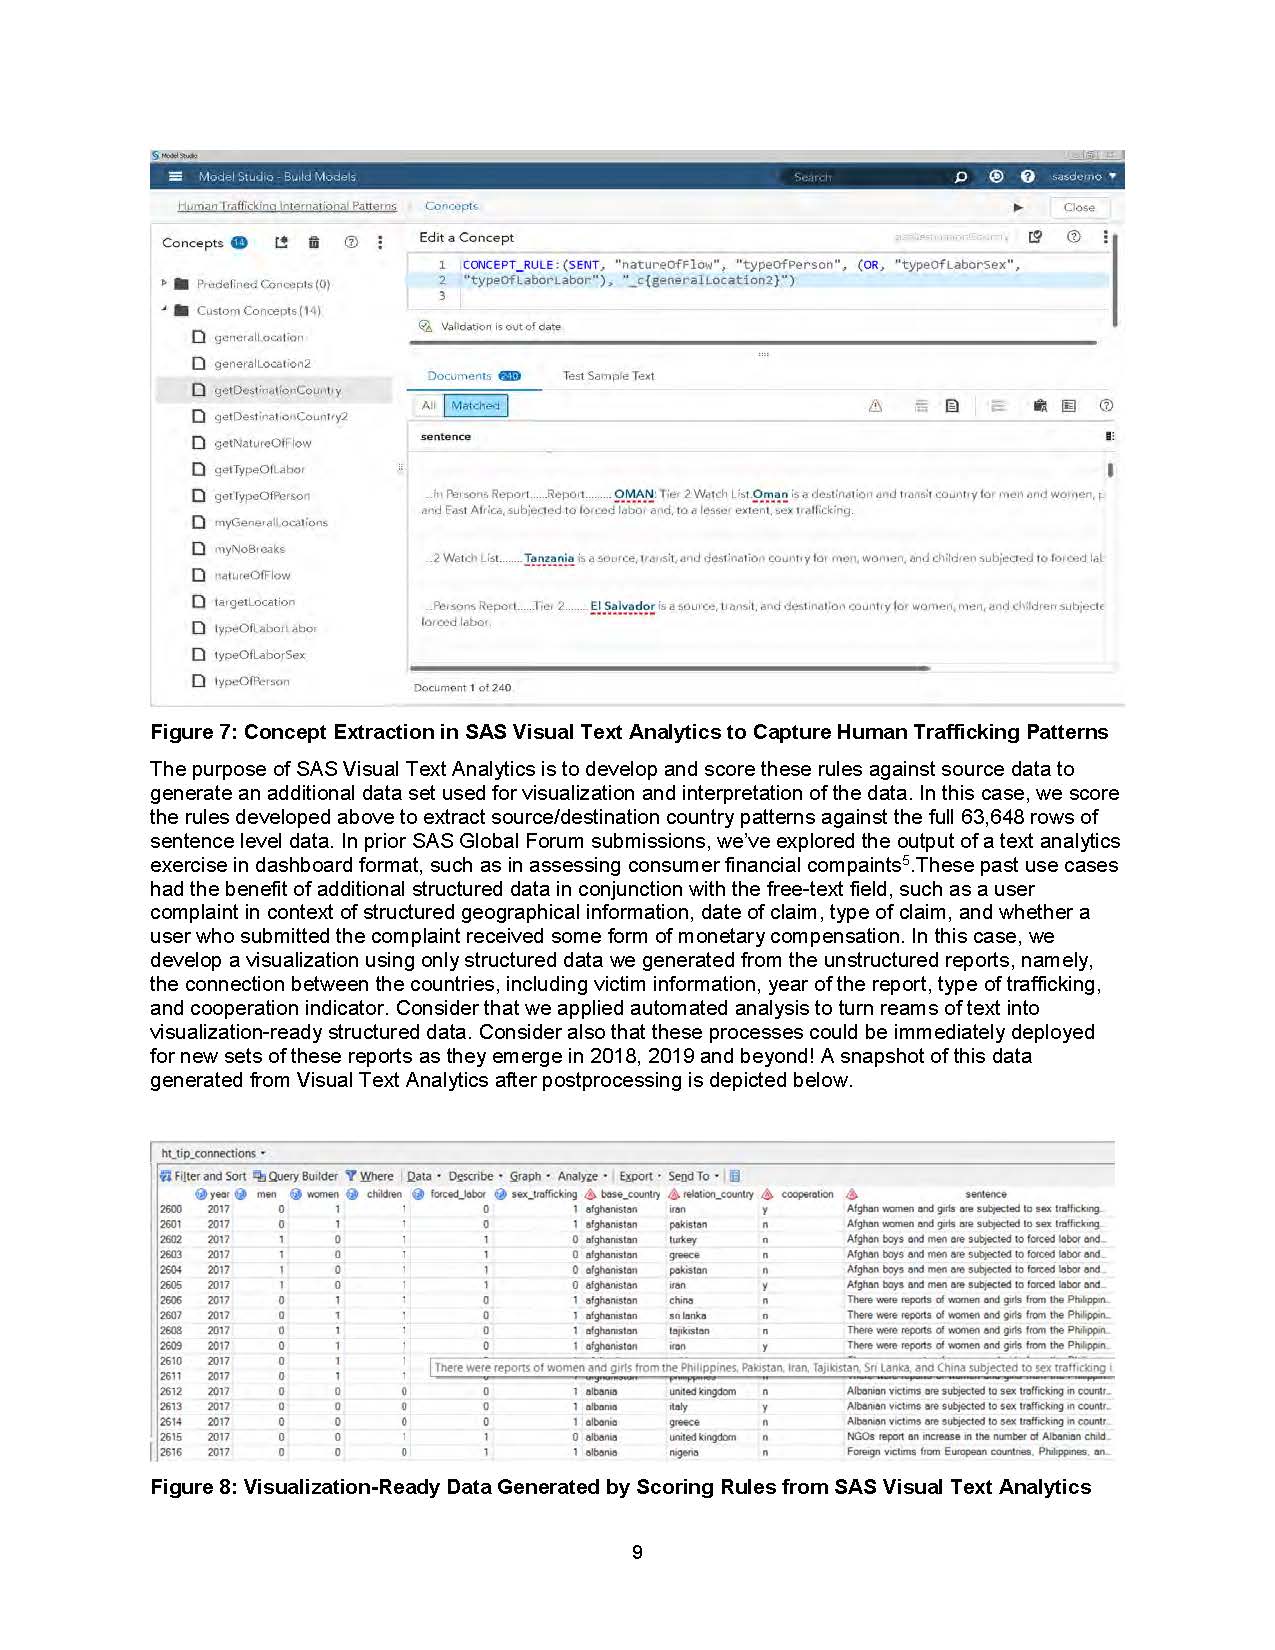 Model Studio
Model Studio - Build Models
Search
sasdemo
Human Trafficking International Patterns
Concepts
Close
Concepts 14
Edit a Concept
Predefined Concepts (0)
Custom Concepts (14)
generalLocation
generalLocation2
getDestinationCountry
getDestinationCountry2
getNatureOfFlow
getTypeOfLabor
getTypeOfPerson
myGeneralLocations
myNoBreaks
natureOfFlow
targetLocation
typeOfLaborLabor
typeOfLaborSex
typeOfPerson
1 CONCEPT_RULE:(SENT, "natureOfFlow", "typeOfPerson", (OR, "typeOfLaborSex",
2 "typeOfLaborLabor"), "_c{generalLocation2}")
3
Validation is out of date
Documents 240 Test Sample Text
All Matched
sentence
...In Persons Report......Report......... OMAN: Tier 2 Watch List.Oman is a destination and transit country for men and women, p
and East Africa, subjected to forced labor and, to a lesser extent, sex trafficking.
...2 Watch List........ Tanzania is a source, transit, and destination country for men, women, and children subjected to forced lab
...Persons Report......Tier 2........ El Salvador is a source, transit, and destination country for women, men, and children subjecte
forced labor.
Document 1 of 240
Figure 7: Concept Extraction in SAS Visual Text Analytics to Capture Human Trafficking Patterns
The purpose of SAS Visual Text Analytics is to develop and score these rules against source data to
generate an additional data set used for visualization and interpretation of the data. In this case, we score
the rules developed above to extract source/destination country patterns against the full 63,648 rows of
sentence level data. In prior SAS Global Forum submissions, we've explored the output of a text analytics
exercise in dashboard format, such as in assessing consumer financial compaints5.These past use cases
had the benefit of additional structured data in conjunction with the free-text field, such as a user
complaint in context of structured geographical information, date of claim, type of claim, and whether a
user who submitted the complaint received some form of monetary compensation. In this case, we
develop a visualization using only structured data we generated from the unstructured reports, namely,
the connection between the countries, including victim information, year of the report, type of trafficking,
and cooperation indicator. Consider that we applied automated analysis to turn reams of text into
visualization-ready structured data. Consider also that these processes could be immediately deployed
for new sets of these reports as they emerge in 2018, 2019 and beyond! A snapshot of this data
generated from Visual Text Analytics after postprocessing is depicted below.
ht_tip_connections
Filter and Sort Query Builder Where Data Describe Graph Analyze Export Send To
year men women children forced_labor sex_trafficking base_country relation_country cooperation sentence
2600 2017 0 1 1 0 1 afghanistan iran y Afghan women and girls are subjected to sex trafficking...
2601 2017 0 1 1 0 1 afghanistan pakistan n Afghan women and girls are subjected to sex trafficking...
2602 2017 1 0 1 1 0 afghanistan turkey n Afghan boys and men are subjected to forced labor and...
2603 2017 1 0 1 1 0 afghanistan greece n Afghan boys and men are subjected to forced labor and...
2604 2017 1 0 1 1 0 afghanistan pakistan n Afghan boys and men are subjected to forced labor and...
2605 2017 1 0 1 1 0 afghanistan iran y Afghan boys and men are subjected to forced labor and...
2606 2017 0 1 1 0 1 afghanistan china n There were reports of women and girls from the Philippin...
2607 2017 0 1 1 0 1 afghanistan sri lanka n There were reports of women and girls from the Philippin...
2608 2017 0 1 1 0 1 afghanistan tajikistan n There were reports of women and girls from the Philippin...
2609 2017 0 1 1 0 1 afghanistan iran y There were reports of women and girls from the Philippin...
2610 2017 0 1 1
There were reports of women and girls from the Philippines, Pakistan, Iran, Tajikistan, Sri Lanka, and China subjected to sex trafficking i
2611 2017 0 1 1
2612 2017 0 0 0 0 1 albania united kingdom n Albanian victims are subjected to sex trafficking in countr...
2613 2017 0 0 0 0 1 albania italy y Albanian victims are subjected to sex trafficking in countr...
2614 2017 0 0 0 0 1 albania greece n Albanian victims are subjected to sex trafficking in countr...
2615 2017 0 0 1 1 0 albania united kingdom n NGOs report an increase in the number of Albanian child...
2616 2017 0 0 0 1 1 albania nigeria n Foreign victims from European countries, Philippines, an...
Figure 8: Visualization-Ready Data Generated by Scoring Rules from SAS Visual Text Analytics
9